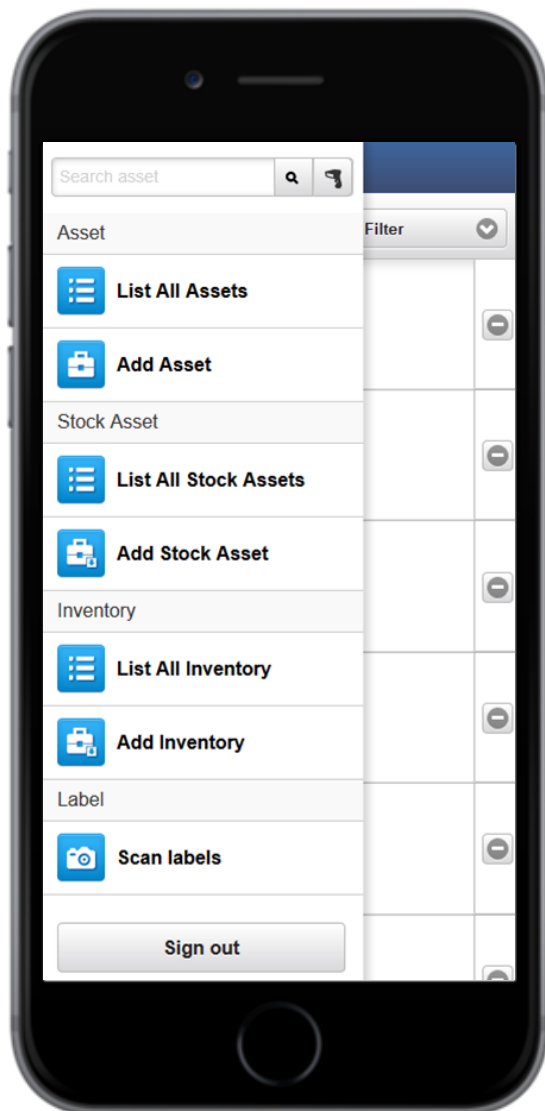 Search asset
Filter
Asset
List All Assets
Add Asset
Stock Asset
List All Stock Assets
Add Stock Asset
Inventory
List All Inventory
Add Inventory
Label
Scan labels
Sign out